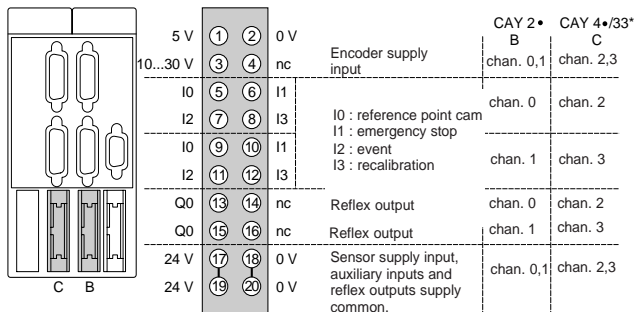 CAY 2• CAY 4•/33*
B C
5 V 1 2 0 V
10...30 V 3 4 nc Encoder supply input chan. 0,1 chan. 2,3
I0 5 6 I1 chan. 0 chan. 2
I2 7 8 I3
I0 : reference point cam
I1 : emergency stop
I2 : event
I3 : recalibration
I0 9 10 I1 chan. 1 chan. 3
I2 11 12 I3
Q0 13 14 nc Reflex output chan. 0 chan. 2
Q0 15 16 nc Reflex output chan. 1 chan. 3
24 V 17 18 0 V
24 V 19 20 0 V
Sensor supply input,
auxiliary inputs and
reflex outputs supply
common.
chan. 0,1 chan. 2,3
C B